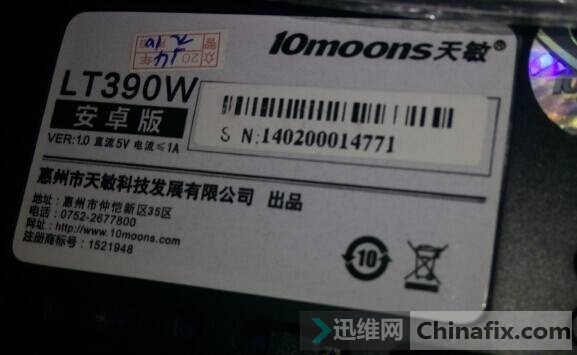 10moons天敏®
LT390W
安卓版
VER:1.0 直流5V 电流≤1A
S N:140200014771
惠州市天敏科技发展有限公司 出品
地址:惠州市仲恺新区35区
电话:0752-2677800
网址:http://www.10moons.com
注册商标号:1521948
10
迅维网 Chinafix.com